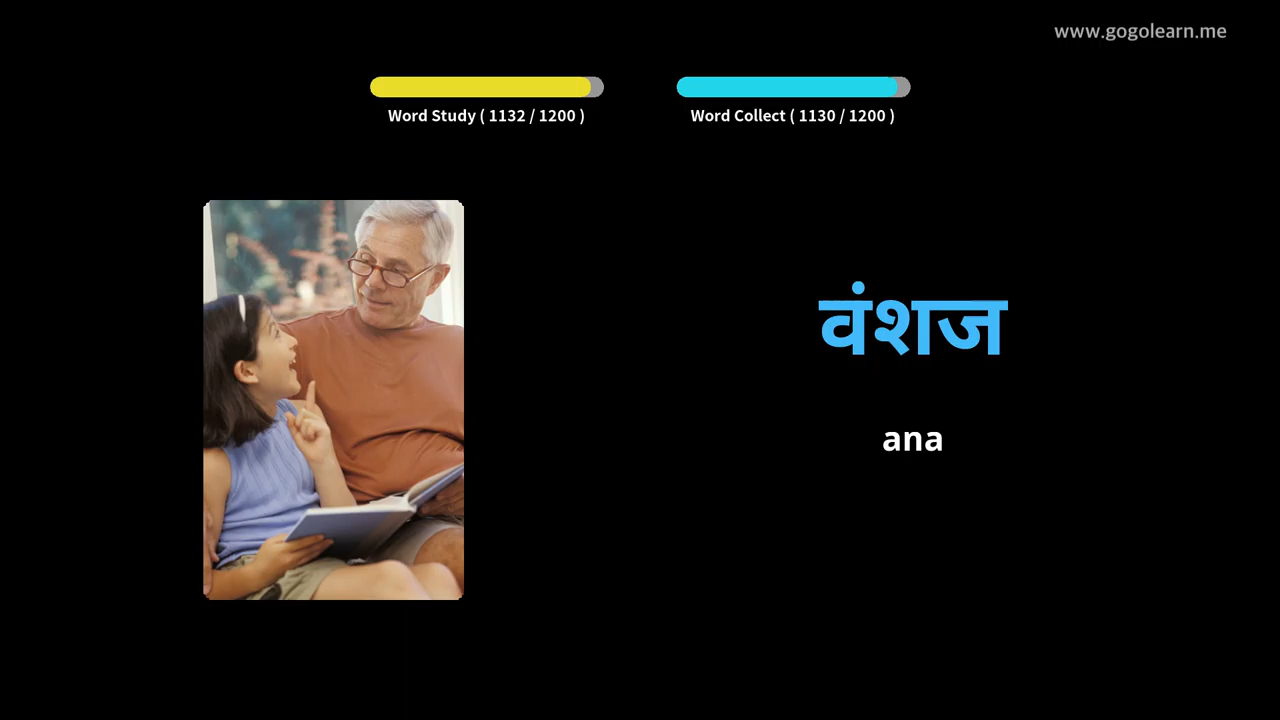 www.gogolearn.me
Word Study ( 1132 / 1200 )
Word Collect ( 1130 / 1200 )
वंशज
ana